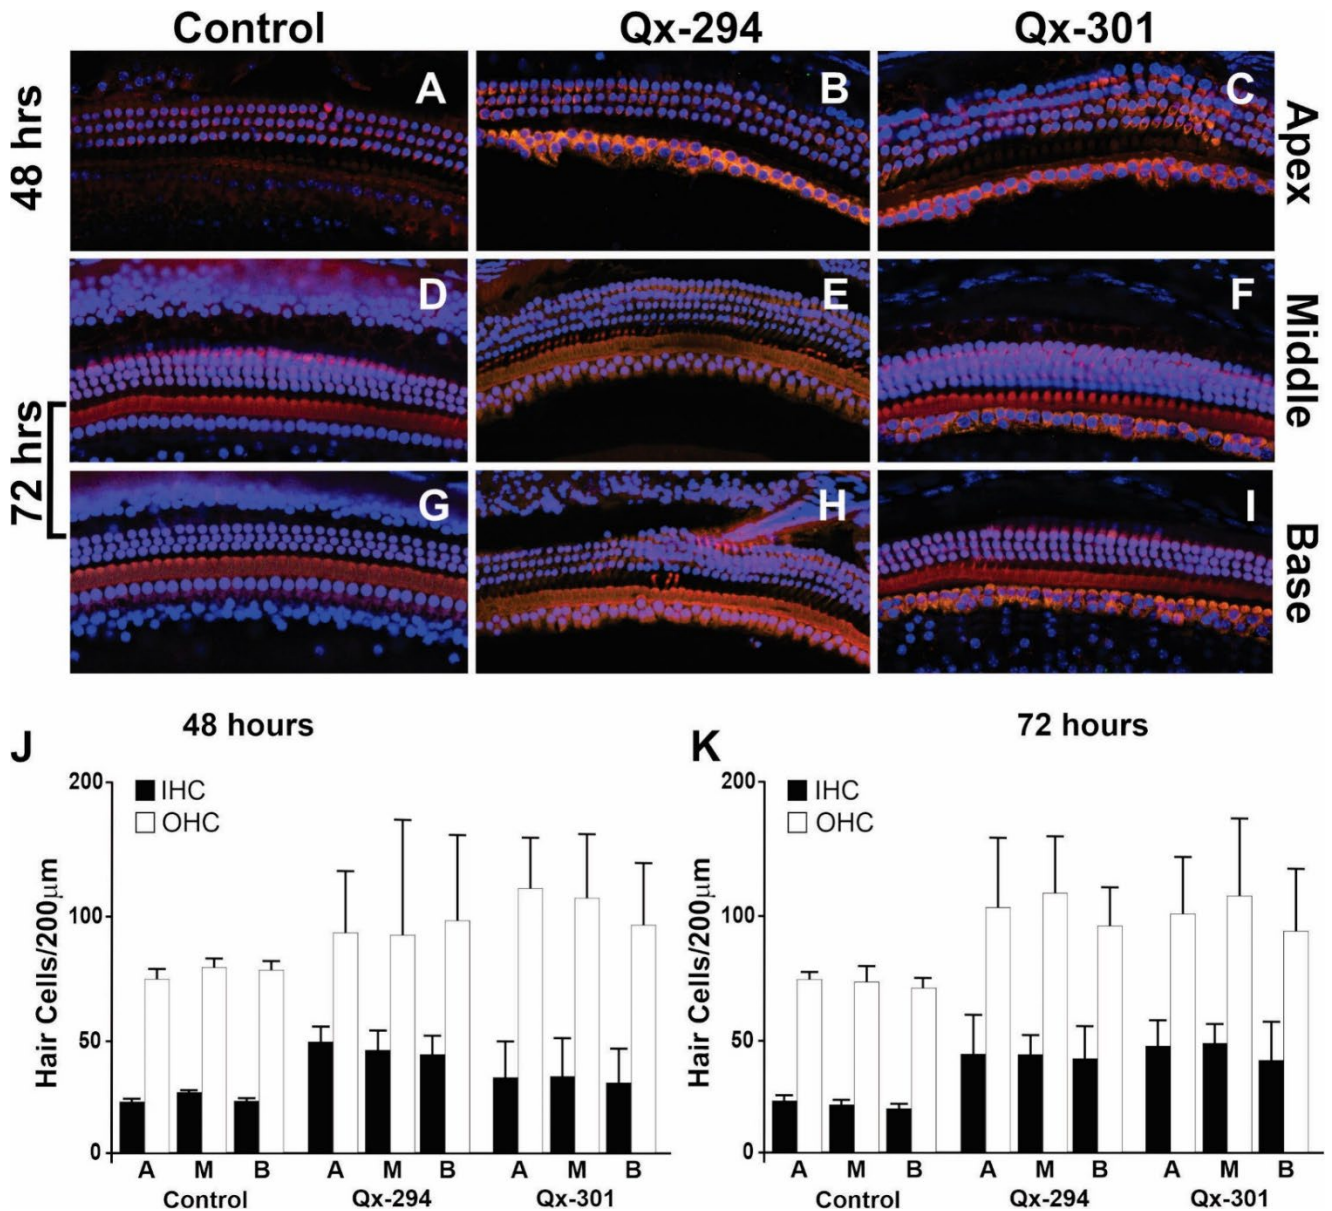 Control Qx-294 Qx-301
48 hrs
A B C
Apex
D E F
Middle
72 hrs
G H I
Base
J
48 hours
200
100
50
0
Hair Cells/200µm
IHC
OHC
A M B A M B A M B
Control Qx-294 Qx-301
K
72 hours
200
100
50
0
Hair Cells/200µm
IHC
OHC
A M B A M B A M B
Control Qx-294 Qx-301